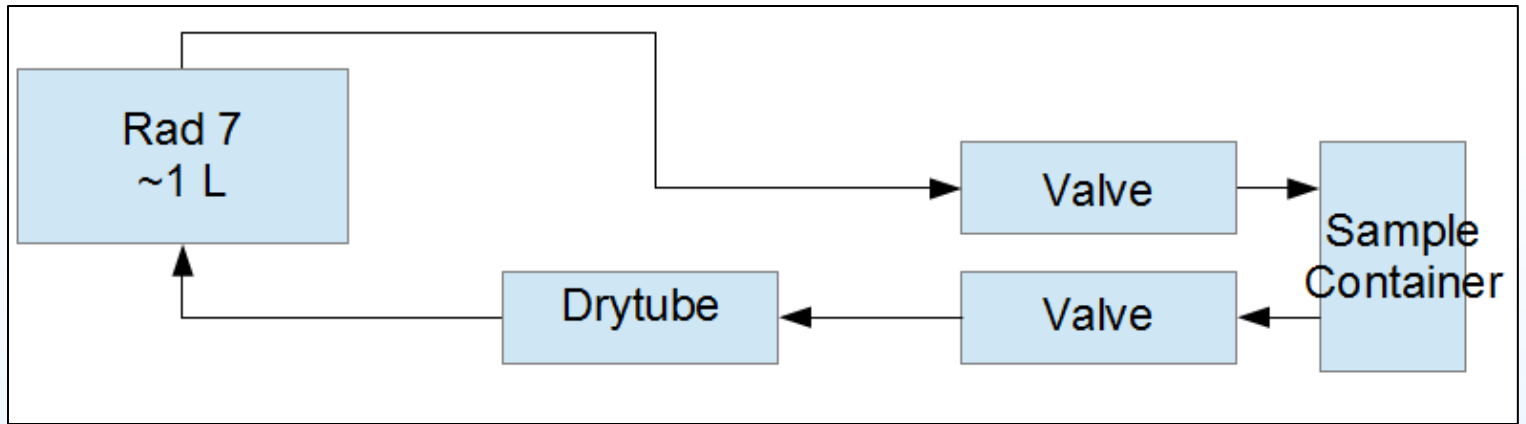 Rad 7
~1 L
Valve
Sample
Container
Drytube
Valve